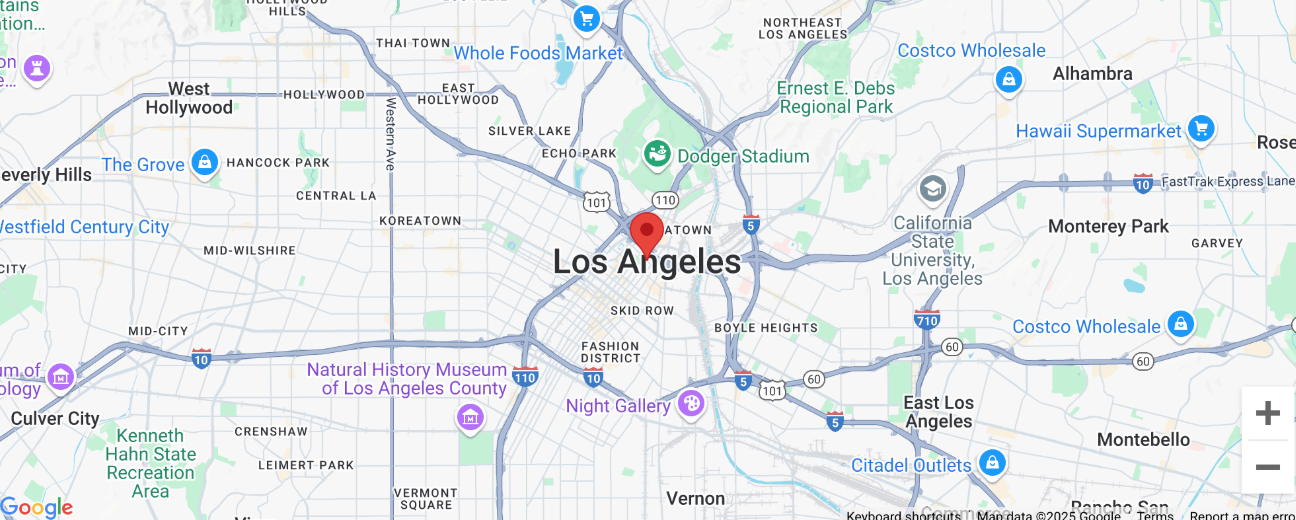 HOLLYWOOD
HILLS
tains
tion...
THAI TOWN
Whole Foods Market
NORTHEAST
LOS ANGELES
Costco Wholesale
Alhambra
on
e...
West
Hollywood
HOLLYWOOD
EAST
HOLLYWOOD
Western Ave
Ernest E. Debs
Regional Park
SILVER LAKE
Hawaii Supermarket
Rose
The Grove
HANCOCK PARK
ECHO PARK
Dodger Stadium
everly Hills
CENTRAL LA
101
110
10
FastTrak Express Lane
KOREATOWN
5
California
State
University,
Los Angeles
Monterey Park
Westfield Century City
ATOWN
MID-WILSHIRE
GARVEY
CITY
Los Angeles
SKID ROW
BOYLE HEIGHTS
710
Costco Wholesale
MID-CITY
10
FASHION
DISTRICT
60
60
um of
ology
Natural History Museum
of Los Angeles County
110
10
5
101
60
Night Gallery
East Los
Angeles
Culver City
5
Kenneth
Hahn State
Recreation
Area
CRENSHAW
Montebello
LEIMERT PARK
Citadel Outlets
VERMONT
SQUARE
Vernon
Rancho San
Google
Commerce
Keyboard shortcuts
Map data ©2025 Google
Terms
Report a map erro